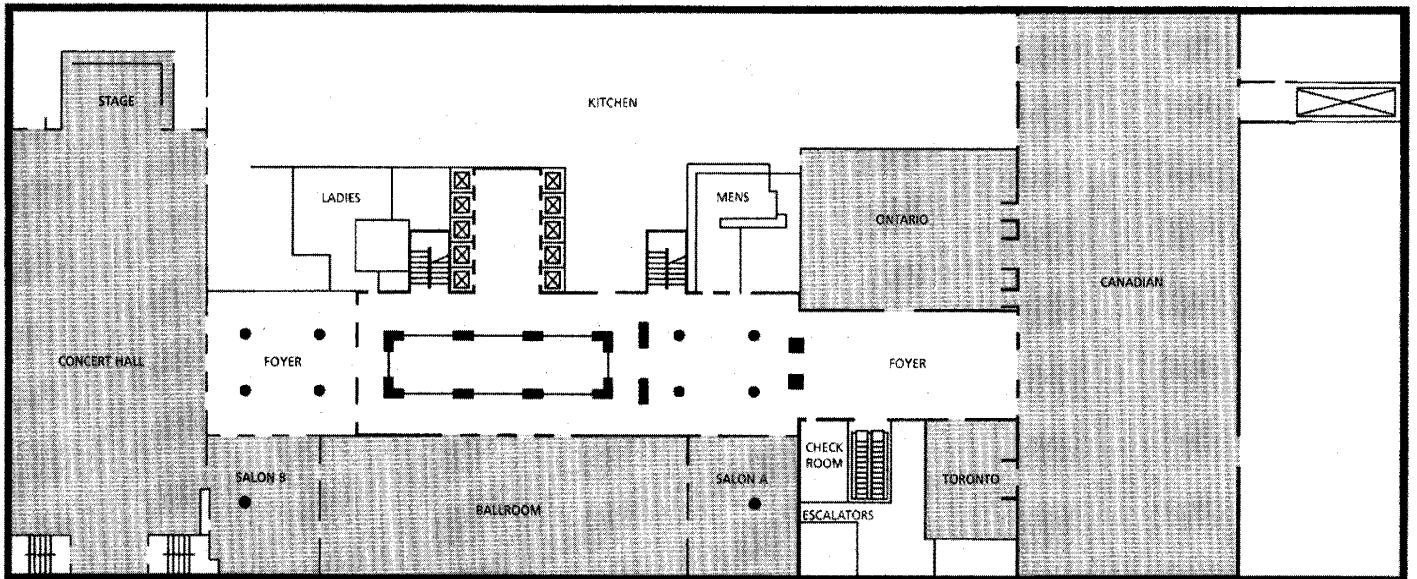 STAGE
KITCHEN
LADIES
MENS
ONTARIO
CANADIAN
CONCERT HALL
FOYER
FOYER
CHECK
ROOM
SALON B
SALON A
TORONTO
BALLROOM
ESCALATORS